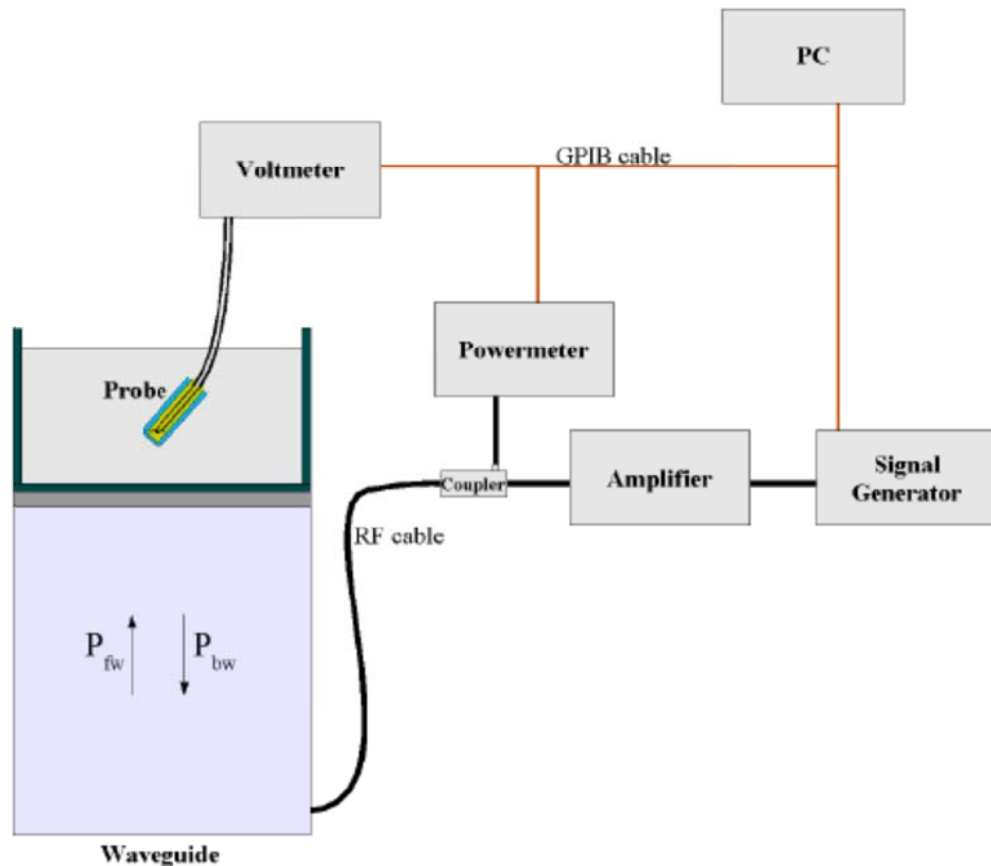 PC
Voltmeter
GPIB cable
Powermeter
Probe
Coupler
Amplifier
Signal
Generator
RF cable
P fw
P bw
Waveguide